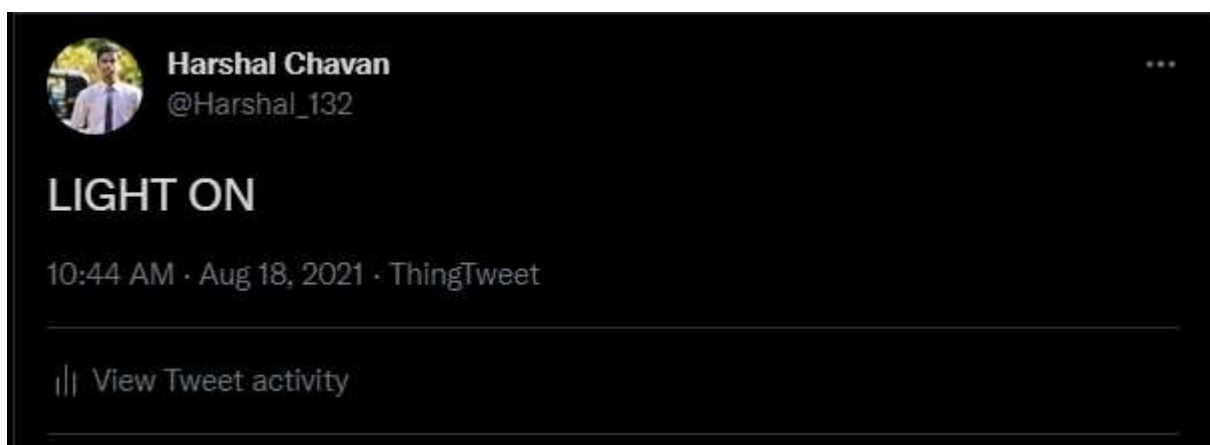 Harshal Chavan
@Harshal_132
LIGHT ON
10:44 AM · Aug 18, 2021 · ThingTweet
View Tweet activity